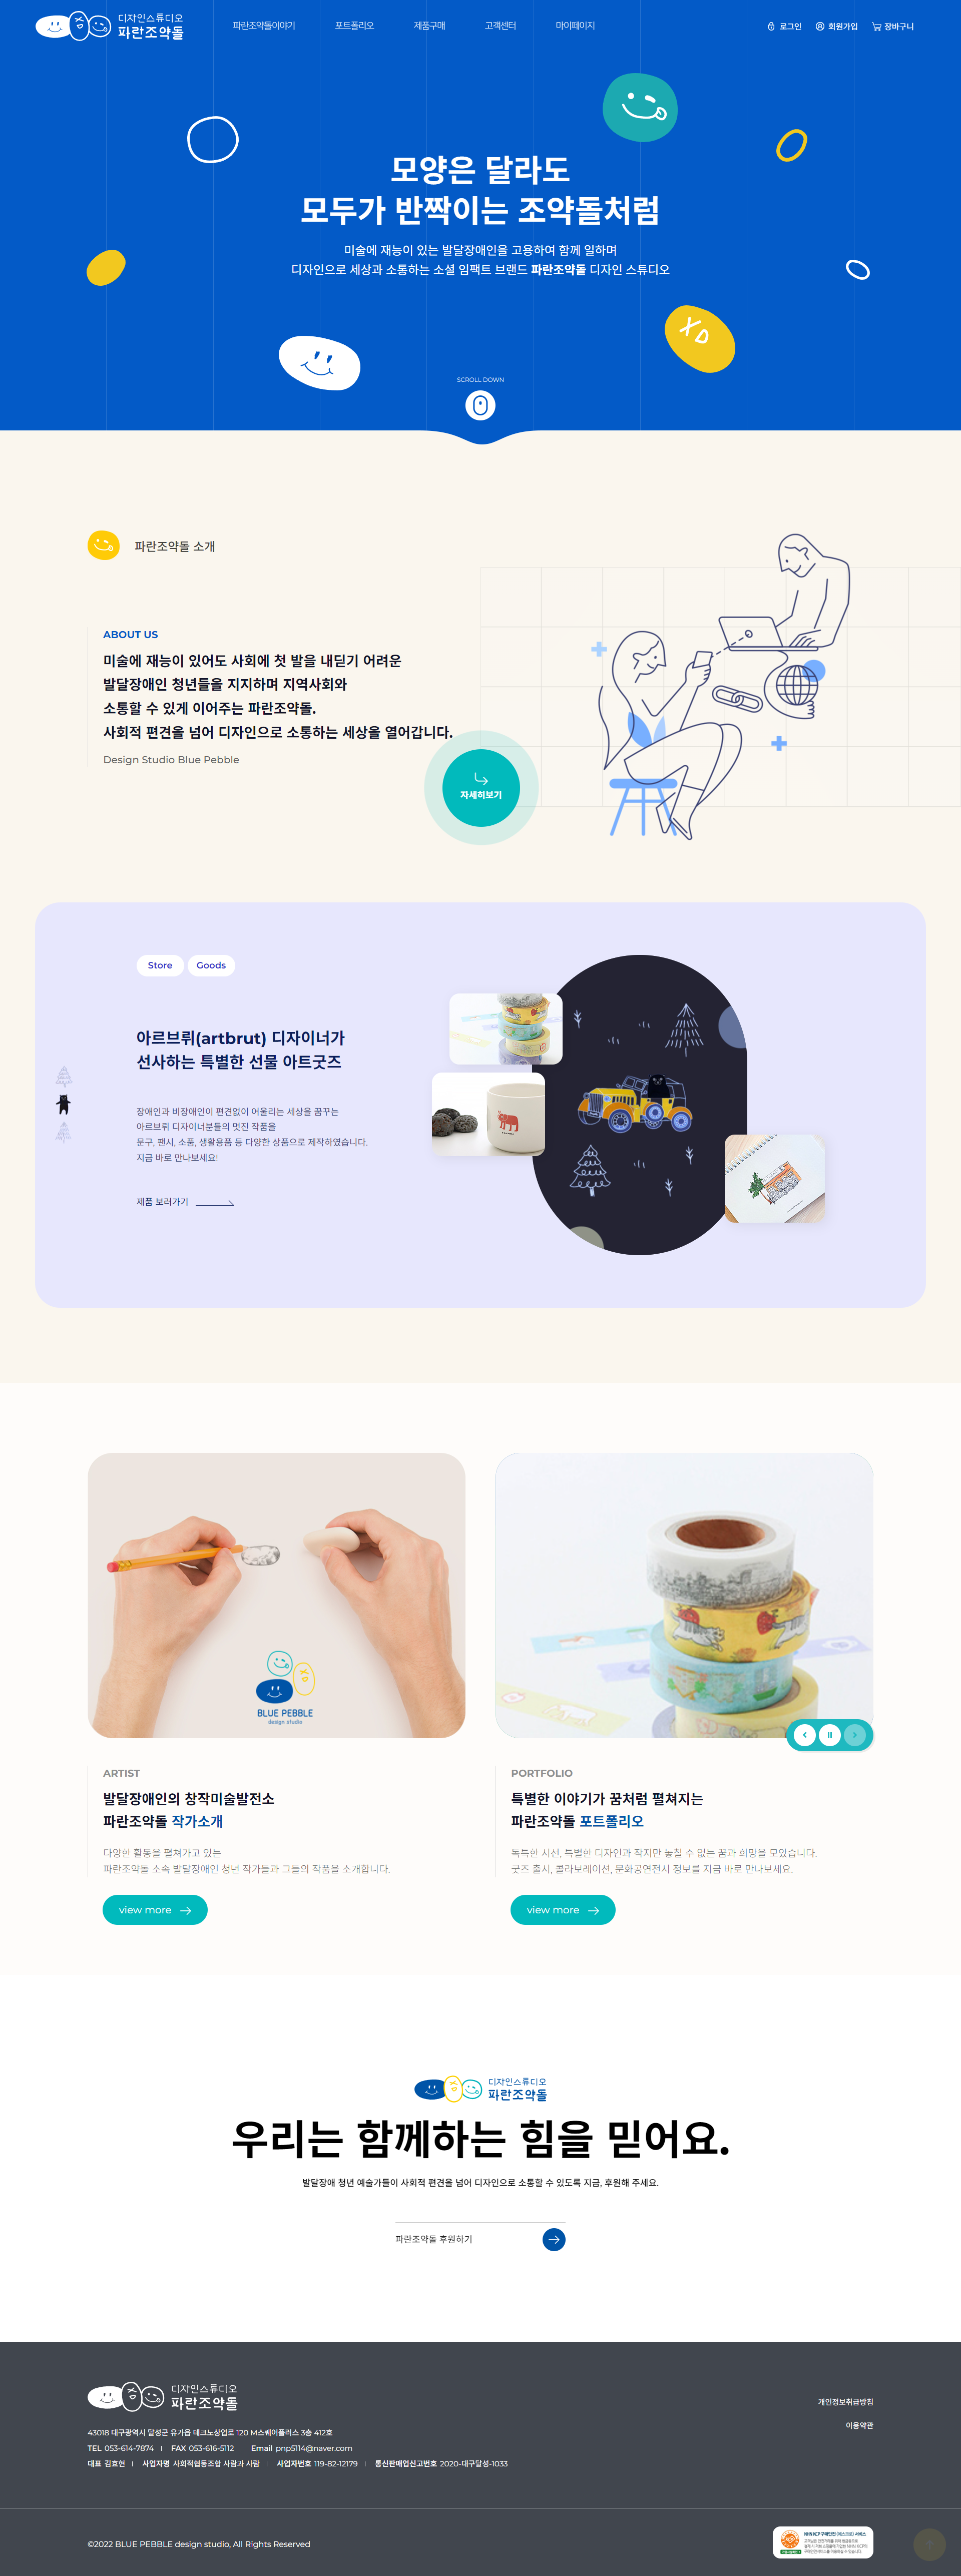 디자인스튜디오
파란조약돌
파란조약돌이야기
포트폴리오
제품구매
고객센터
마이페이지
로그인
회원가입
장바구니
모양은 달라도
모두가 반짝이는 조약돌처럼
미술에 재능이 있는 발달장애인을 고용하여 함께 일하며
디자인으로 세상과 소통하는 소셜 임팩트 브랜드 파란조약돌 디자인 스튜디오
SCROLL DOWN
파란조약돌 소개
ABOUT US
미술에 재능이 있어도 사회에 첫 발을 내딛기 어려운
발달장애인 청년들을 지지하며 지역사회와
소통할 수 있게 이어주는 파란조약돌.
사회적 편견을 넘어 디자인으로 소통하는 세상을 열어갑니다.
Design Studio Blue Pebble
자세히보기
Store
Goods
아르브뤼(artbrut) 디자이너가
선사하는 특별한 선물 아트굿즈
장애인과 비장애인이 편견없이 어울리는 세상을 꿈꾸는
아르브뤼 디자이너분들의 멋진 작품을
문구, 팬시, 소품, 생활용품 등 다양한 상품으로 제작하였습니다.
지금 바로 만나보세요!
제품 보러가기
BLUE PEBBLE
design studio
ARTIST
발달장애인의 창작미술발전소
파란조약돌 작가소개
다양한 활동을 펼쳐가고 있는
파란조약돌 소속 발달장애인 청년 작가들과 그들의 작품을 소개합니다.
view more
PORTFOLIO
특별한 이야기가 꿈처럼 펼쳐지는
파란조약돌 포트폴리오
독특한 시선, 특별한 디자인과 작지만 놓칠 수 없는 꿈과 희망을 모았습니다.
굿즈 출시, 콜라보레이션, 문화공연전시 정보를 지금 바로 만나보세요.
view more
디자인스튜디오
파란조약돌
우리는 함께하는 힘을 믿어요.
발달장애 청년 예술가들이 사회적 편견을 넘어 디자인으로 소통할 수 있도록 지금, 후원해 주세요.
파란조약돌 후원하기
디자인스튜디오
파란조약돌
개인정보취급방침
이용약관
43018 대구광역시 달성군 유가읍 테크노상업로 120 M스퀘어플러스 3층 412호
TEL 053-614-7874 | FAX 053-616-5112 | Email pnp5114@naver.com
대표 김효현 | 사업자명 사회적협동조합 사람과 사람 | 사업자번호 119-82-12179 | 통신판매업신고번호 2020-대구달성-1033
©2022 BLUE PEBBLE design studio, All Rights Reserved
NHN KCP 구매안전 (에스크로) 서비스